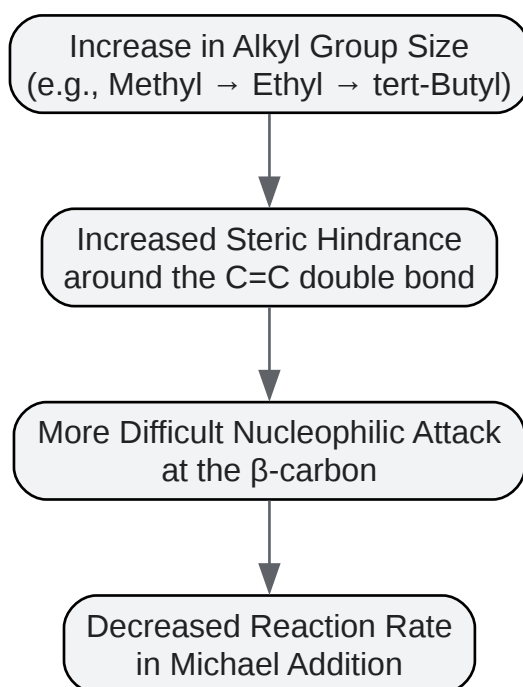 Increase in Alkyl Group Size
(e.g., Methyl → Ethyl → tert-Butyl)
Increased Steric Hindrance
around the C=C double bond
More Difficult Nucleophilic Attack
at the β-carbon
Decreased Reaction Rate
in Michael Addition